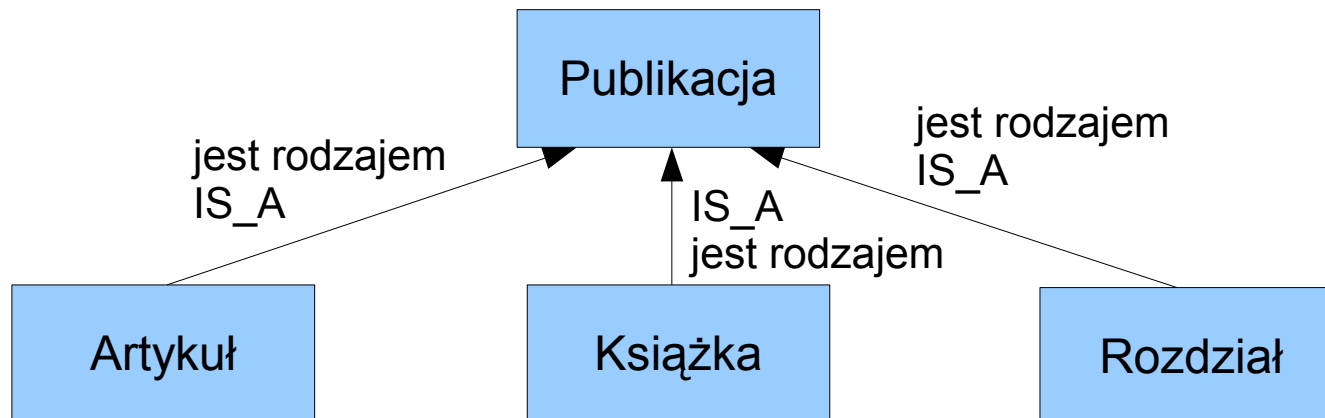 Publikacja
jest rodzajem
IS_A
IS_A
jest rodzajem
jest rodzajem
IS_A
Artykuł
Książka
Rozdział